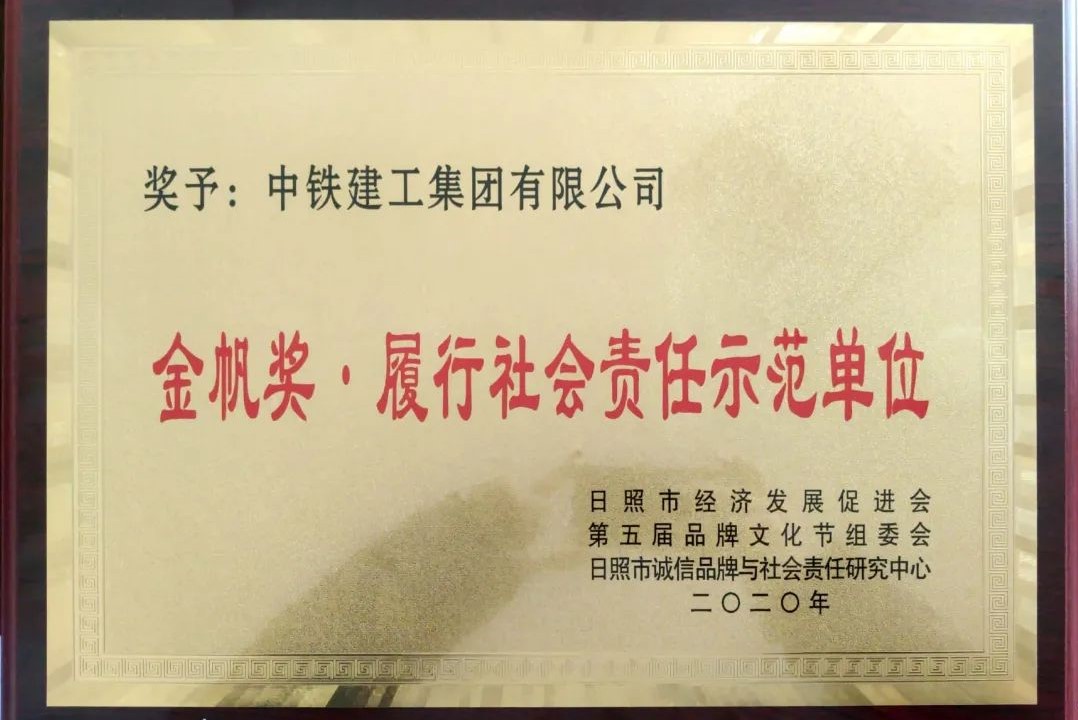 奖予：中铁建工集团有限公司
金帆奖·履行社会责任示范单位
日照市经济发展促进会
第五届品牌文化节组委会
日照市诚信品牌与社会责任研究中心
二〇二〇年